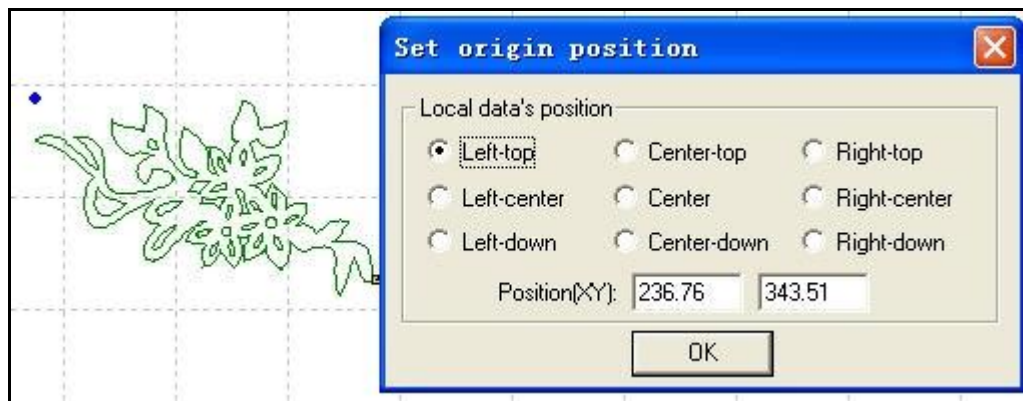 Set origin position
Local data's position
Left-top Center-top Right-top
Left-center Center Right-center
Left-down Center-down Right-down
Position(XY): 236.76 343.51
OK